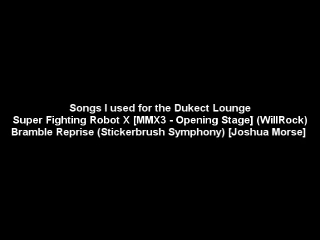 Songs I used for the Dukect Lounge
Super Fighting Robot X [MMX3 - Opening Stage] (WillRock)
Bramble Reprise (Stickerbrush Symphony) [Joshua Morse]